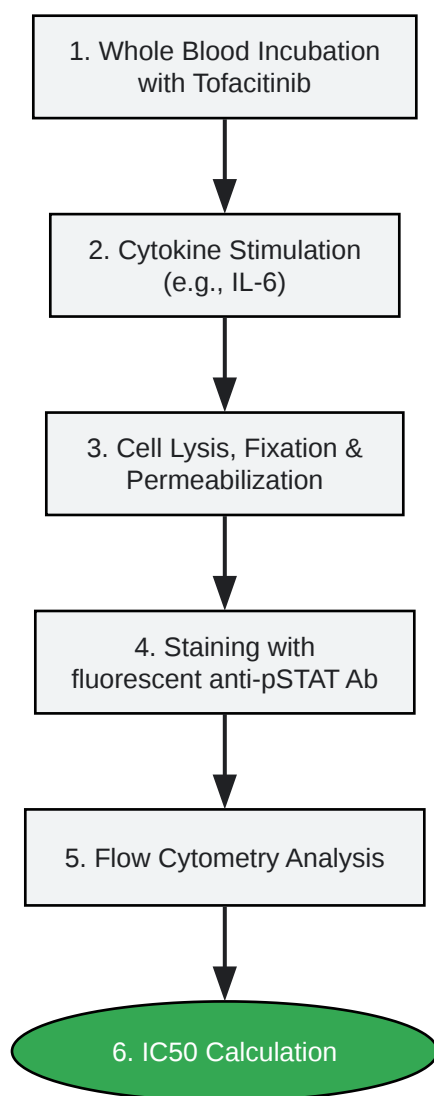 1. Whole Blood Incubation
with Tofacitinib
2. Cytokine Stimulation
(e.g., IL-6)
3. Cell Lysis, Fixation &
Permeabilization
4. Staining with
fluorescent anti-pSTAT Ab
5. Flow Cytometry Analysis
6. IC50 Calculation